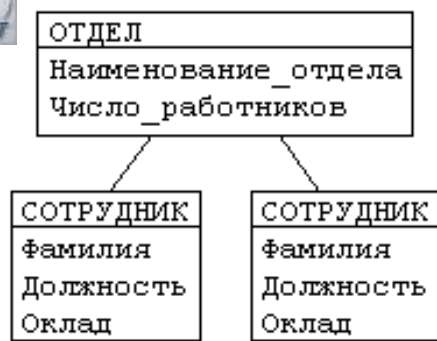 ОТДЕЛ
Наименование_отдела
Число_работников
СОТРУДНИК
Фамилия
Должность
Оклад
СОТРУДНИК
Фамилия
Должность
Оклад